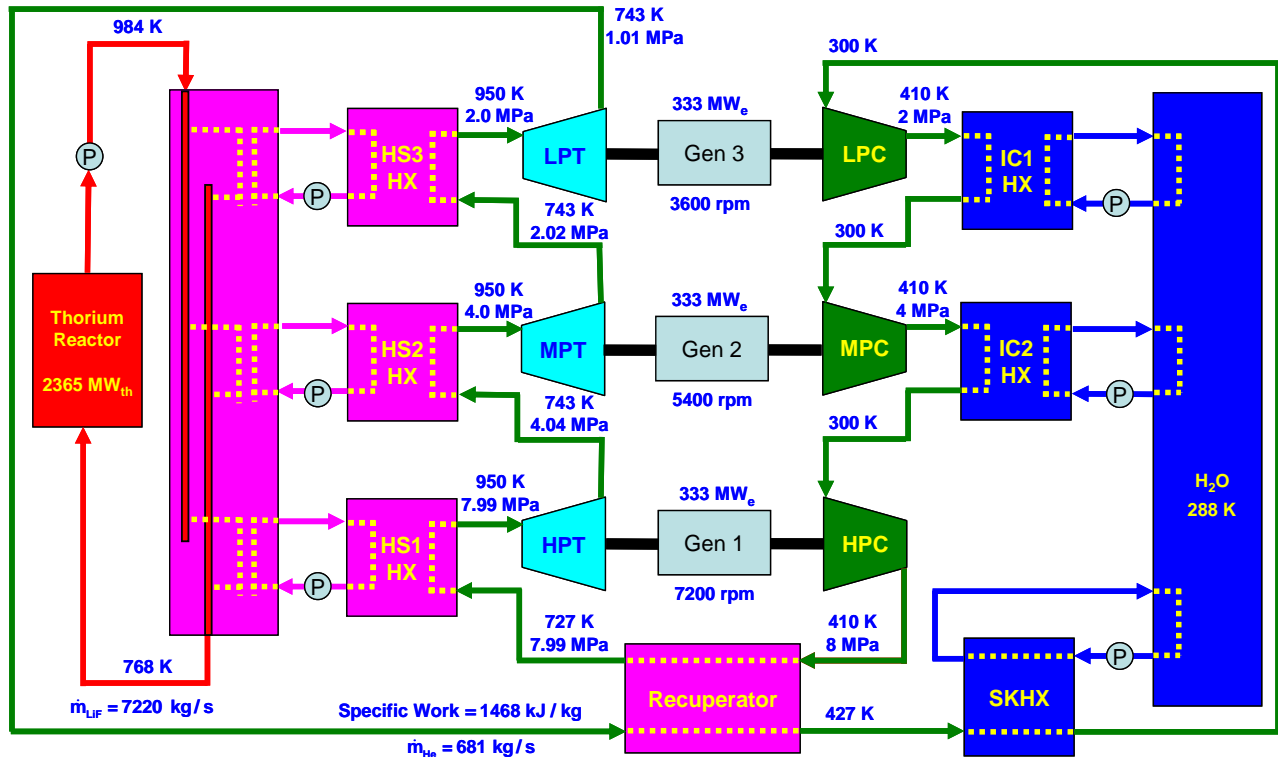 984 K
743 K
1.01 MPa
300 K
950 K
2.0 MPa
333 MWe
410 K
2 MPa
P
HS3
HX
LPT
Gen 3
LPC
IC1
HX
P
P
3600 rpm
743 K
2.02 MPa
300 K
Thorium
Reactor
2365 MWth
950 K
4.0 MPa
333 MWe
410 K
4 MPa
HS2
HX
MPT
Gen 2
MPC
IC2
HX
P
P
5400 rpm
743 K
4.04 MPa
300 K
950 K
7.99 MPa
333 MWe
H2O
288 K
HS1
HX
HPT
Gen 1
HPC
P
7200 rpm
727 K
7.99 MPa
410 K
8 MPa
P
768 K
Recuperator
SKHX
ṁLiF = 7220 kg/s
Specific Work = 1468 kJ / kg
427 K
ṁHe = 681 kg/s